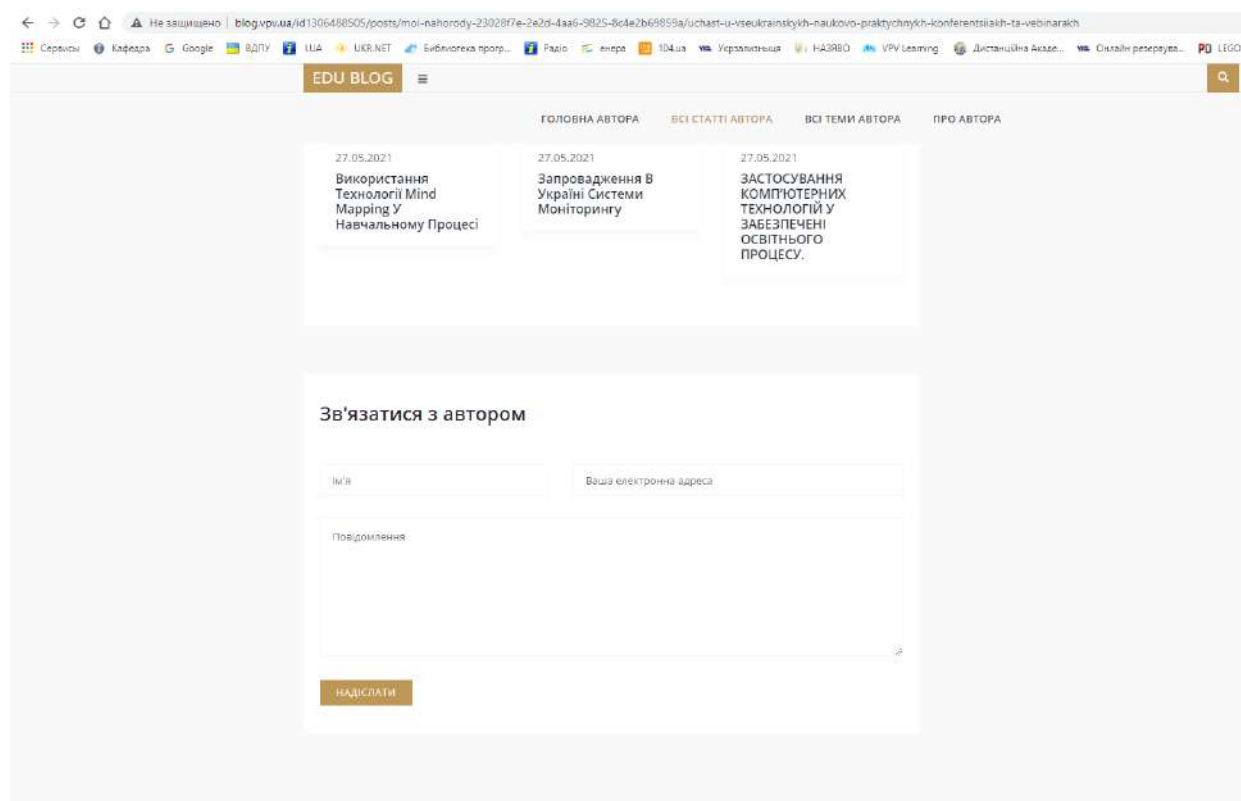 Не защищено | blog.vpu.ua/id1306488505/posts/moi-nahorody-23028f7e-2e2d-4aa6-9825-8c4e2b69859a/uchast-u-vseukrainskykh-naukovo-praktychnykh-konferentsiiakh-ta-vebinarakh
Сервисы Кафедра Google ВДПУ I.UA UKR.NET Библиотека прогр... Радіо 104.ua Укрзализныця НАЗЯВО VPV Learning Дистанційна Акаде... Онлайн резервува... LEGO
EDU BLOG
ГОЛОВНА АВТОРА ВСІ СТАТТІ АВТОРА ВСІ ТЕМИ АВТОРА ПРО АВТОРА
27.05.2021
Використання
Технології Mind
Mapping У
Навчальному Процесі
27.05.2021
Запровадження В
Україні Системи
Моніторингу
27.05.2021
ЗАСТОСУВАННЯ
КОМП'ЮТЕРНИХ
ТЕХНОЛОГІЙ У
ЗАБЕЗПЕЧЕНІ
ОСВІТНЬОГО
ПРОЦЕСУ.
Зв'язатися з автором
Ім'я
Ваша електронна адреса
Повідомлення
НАДІСЛАТИ